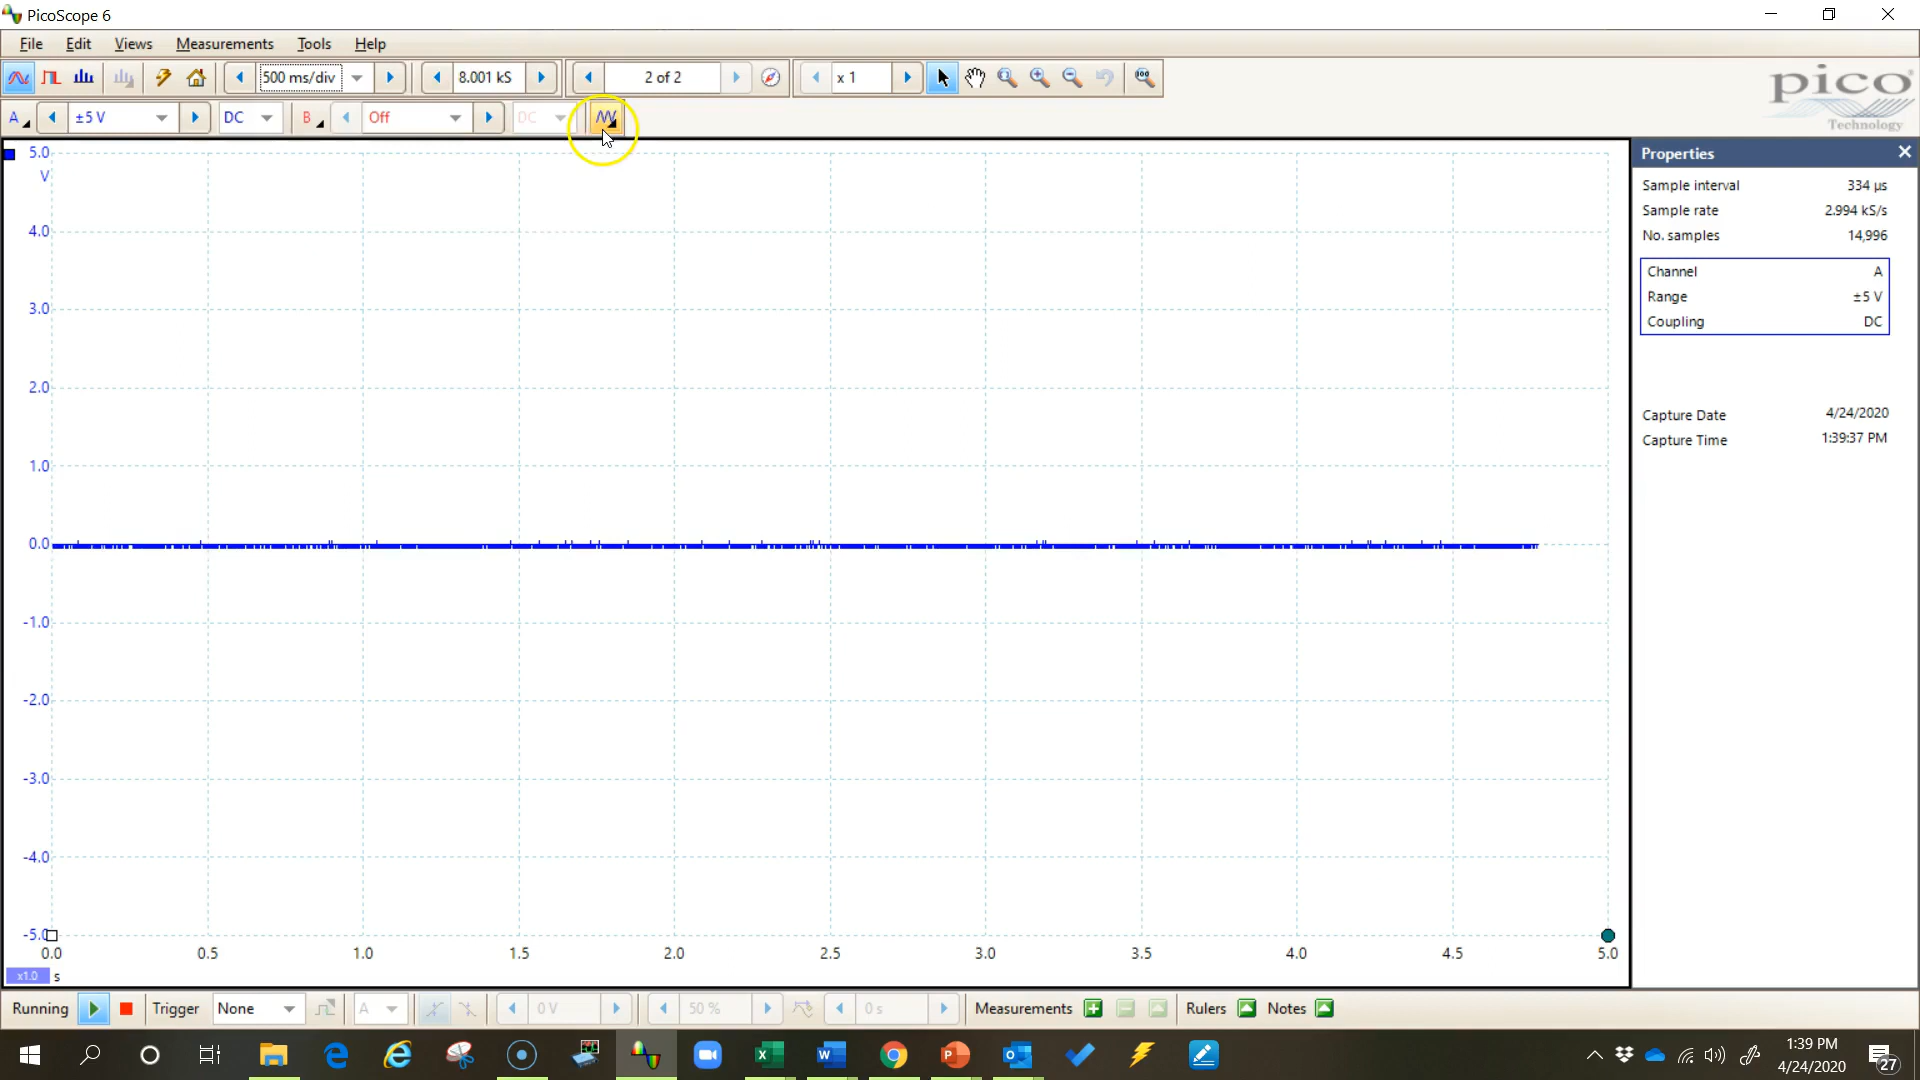 PicoScope 6
File Edit Views Measurements Tools Help
500 ms/div 8.001 kS 2 of 2 x 1
pico
Technology
A ±5 V DC B Off DC
Properties
Sample interval 334 µs
Sample rate 2.994 kS/s
No. samples 14,996
Channel A
Range ±5 V
Coupling DC
Capture Date 4/24/2020
Capture Time 1:39:37 PM
5.0
V
4.0
3.0
2.0
1.0
0.0
-1.0
-2.0
-3.0
-4.0
-5.0
0.0 0.5 1.0 1.5 2.0 2.5 3.0 3.5 4.0 4.5 5.0
x1.0 s
Running Trigger None A 0 V 50 % 0 s Measurements Rulers Notes
1:39 PM
4/24/2020
27